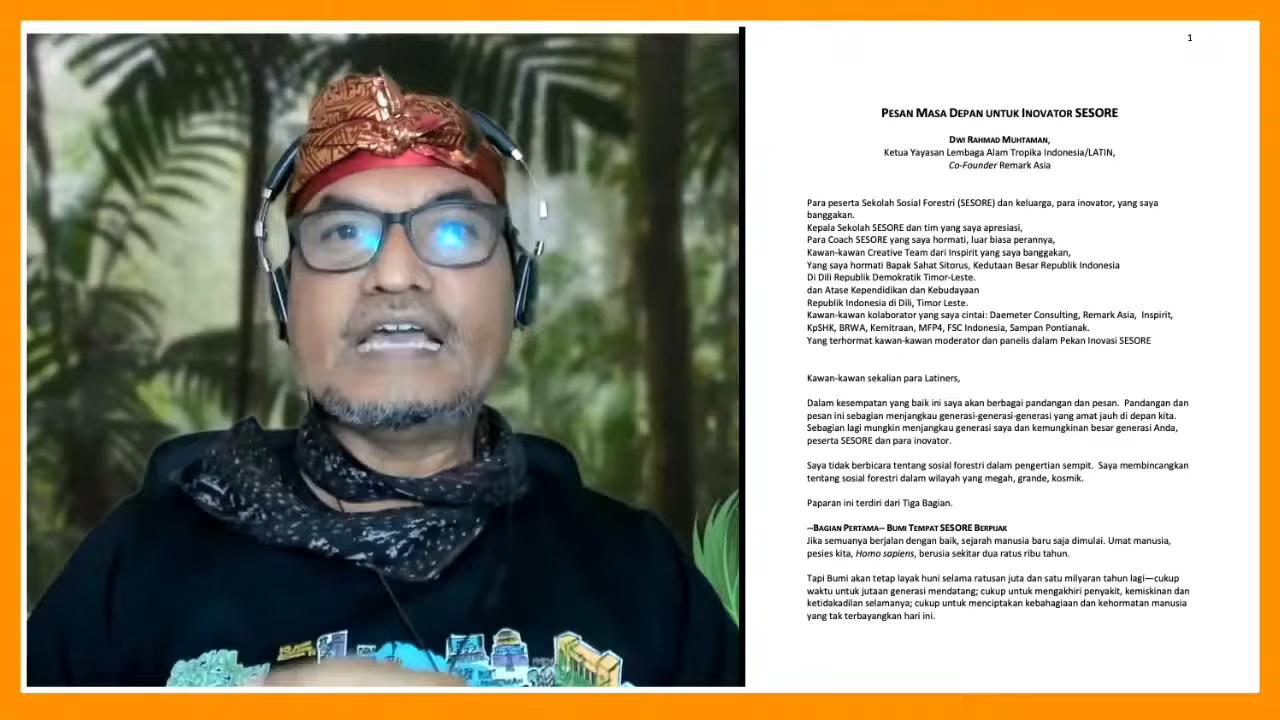 1
PESAN MASA DEPAN UNTUK INOVATOR SESORE
DWI RAHMAD MUHTAMAN,
Ketua Yayasan Lembaga Alam Tropika Indonesia/LATIN,
Co-Founder Remark Asia
Para peserta Sekolah Sosial Forestri (SESORE) dan keluarga, para inovator, yang saya
banggakan.
Kepala Sekolah SESORE dan tim yang saya apresiasi,
Para Coach SESORE yang saya hormati, luar biasa perannya,
Kawan-kawan Creative Team dari Inspirit yang saya banggakan,
Yang saya hormati Bapak Sahat Sitorus, Kedutaan Besar Republik Indonesia
Di Dili Republik Demokratik Timor-Leste.
dan Atase Kependidikan dan Kebudayaan
Republik Indonesia di Dili, Timor Leste.
Kawan-kawan kolaborator yang saya cintai: Daemeter Consulting, Remark Asia, Inspirit,
KpSHK, BRWA, Kemitraan, MFP4, FSC Indonesia, Sampan Pontianak.
Yang terhormat kawan-kawan moderator dan panelis dalam Pekan Inovasi SESORE
Kawan-kawan sekalian para Latiners,
Dalam kesempatan yang baik ini saya akan berbagai pandangan dan pesan. Pandangan dan
pesan ini sebagian menjangkau generasi-generasi-generasi yang amat jauh di depan kita.
Sebagian lagi mungkin menjangkau generasi saya dan kemungkinan besar generasi Anda,
peserta SESORE dan para inovator.
Saya tidak berbicara tentang sosial forestri dalam pengertian sempit. Saya membincangkan
tentang sosial forestri dalam wilayah yang megah, grande, kosmik.
Paparan ini terdiri dari Tiga Bagian.
--BAGIAN PERTAMA-- BUMI TEMPAT SESORE BERPIJAK
Jika semuanya berjalan dengan baik, sejarah manusia baru saja dimulai. Umat manusia,
pesies kita, Homo sapiens, berusia sekitar dua ratus ribu tahun.
Tapi Bumi akan tetap layak huni selama ratusan juta dan satu milyaran tahun lagi—cukup
waktu untuk jutaan generasi mendatang; cukup untuk mengakhiri penyakit, kemiskinan dan
ketidakadilan selamanya; cukup untuk menciptakan kebahagiaan dan kehormatan manusia
yang tak terbayangkan hari ini.